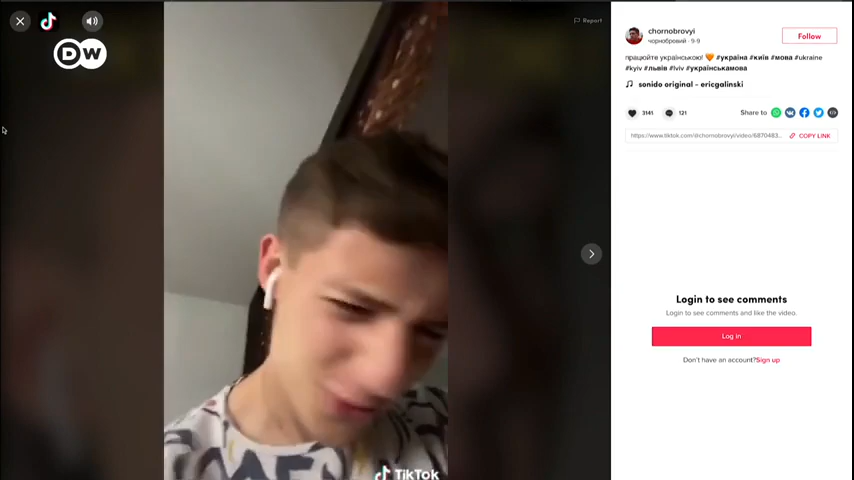 DW
Report
chornobrovyi
чорнобровий · 9-9
Follow
працюйте українською! 🧡 #україна #київ #мова #ukraine
#kyiv #львів #lviv #українськамова
sonido original - ericgalinski
3141
121
Share to
https://www.tiktok.com/@chornobrovyi/video/6870483...
COPY LINK
Login to see comments
Login to see comments and like the video.
Log in
Don't have an account?Sign up
TikTok